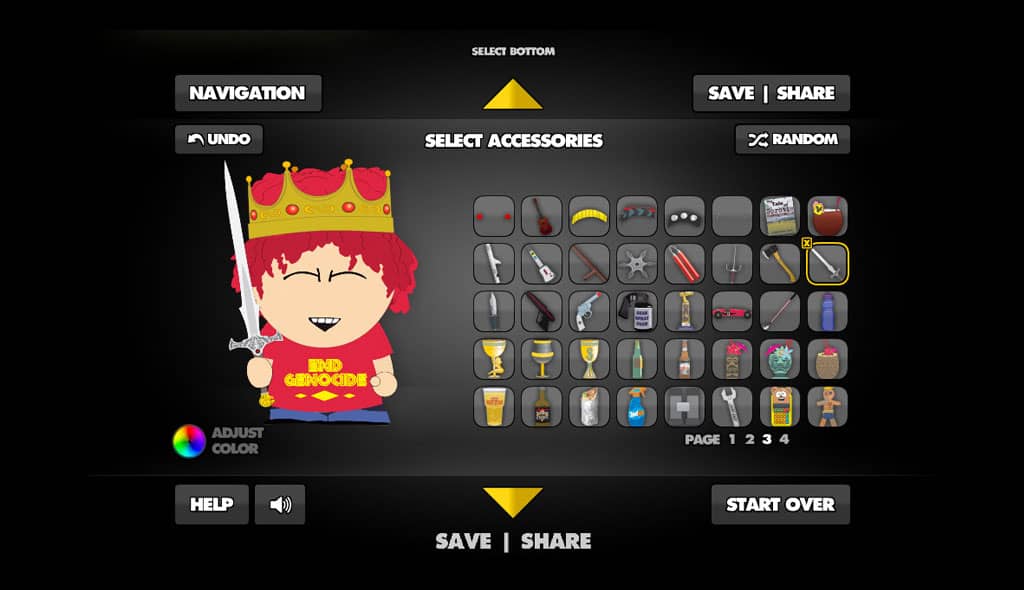 SELECT BOTTOM
NAVIGATION
SAVE | SHARE
UNDO
SELECT ACCESSORIES
RANDOM
END
GENOCIDE
ADJUST
COLOR
PAGE 1 2 3 4
HELP
START OVER
SAVE | SHARE